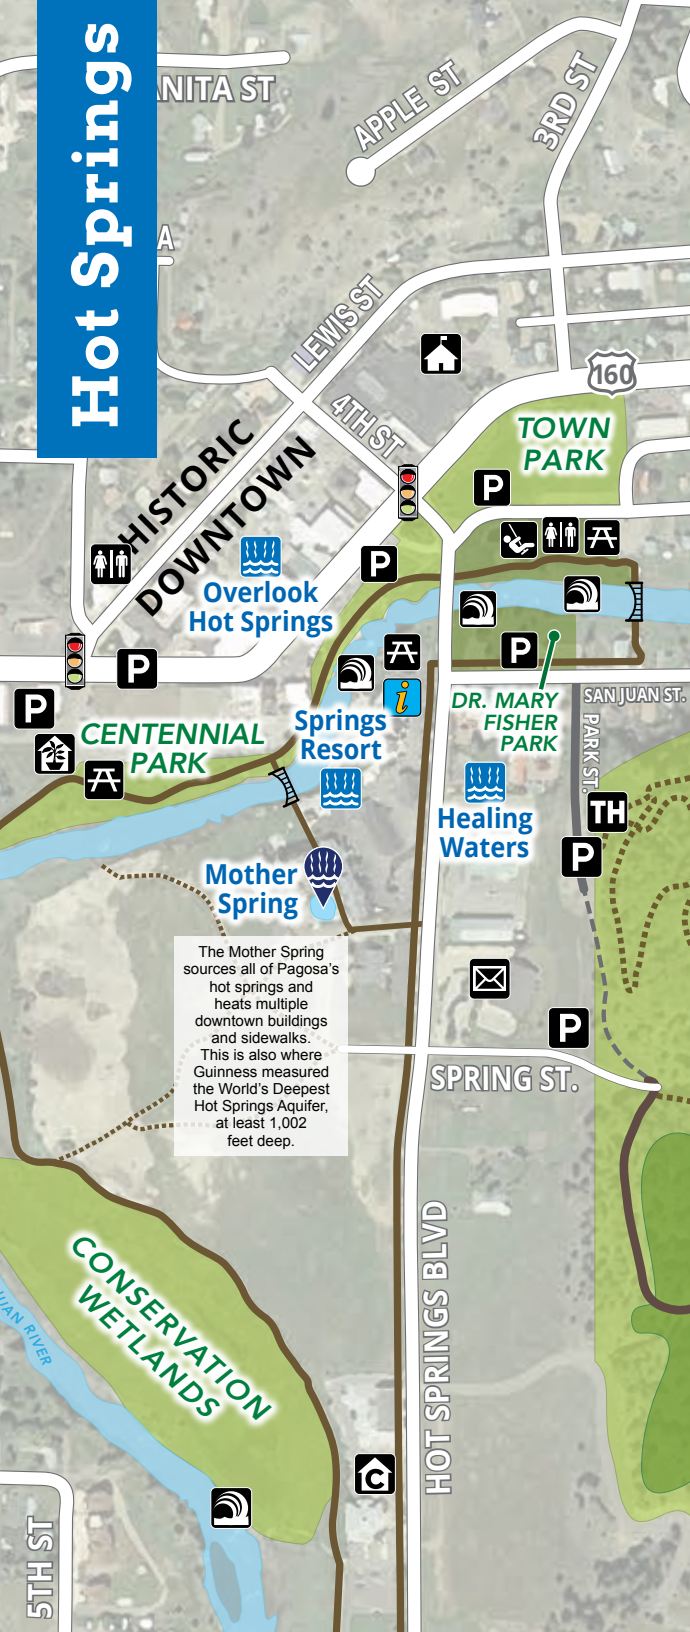 Hot Springs
ANITA ST
APPLE ST
3RD ST
A
LEWIS ST
4TH ST
160
TOWN
PARK
P
HISTORIC
DOWNTOWN
P
Overlook
Hot Springs
P
P
P
i
DR. MARY
FISHER
PARK
SAN JUAN ST.
PARK ST.
CENTENNIAL
PARK
Springs
Resort
Healing
Waters
TH
P
Mother
Spring
The Mother Spring
sources all of Pagosa's
hot springs and
heats multiple
downtown buildings
and sidewalks.
This is also where
Guinness measured
the World's Deepest
Hot Springs Aquifer,
at least 1,002
feet deep.
P
SPRING ST.
CONSERVATION
WETLANDS
JUAN RIVER
HOT SPRINGS BLVD
C
5TH ST